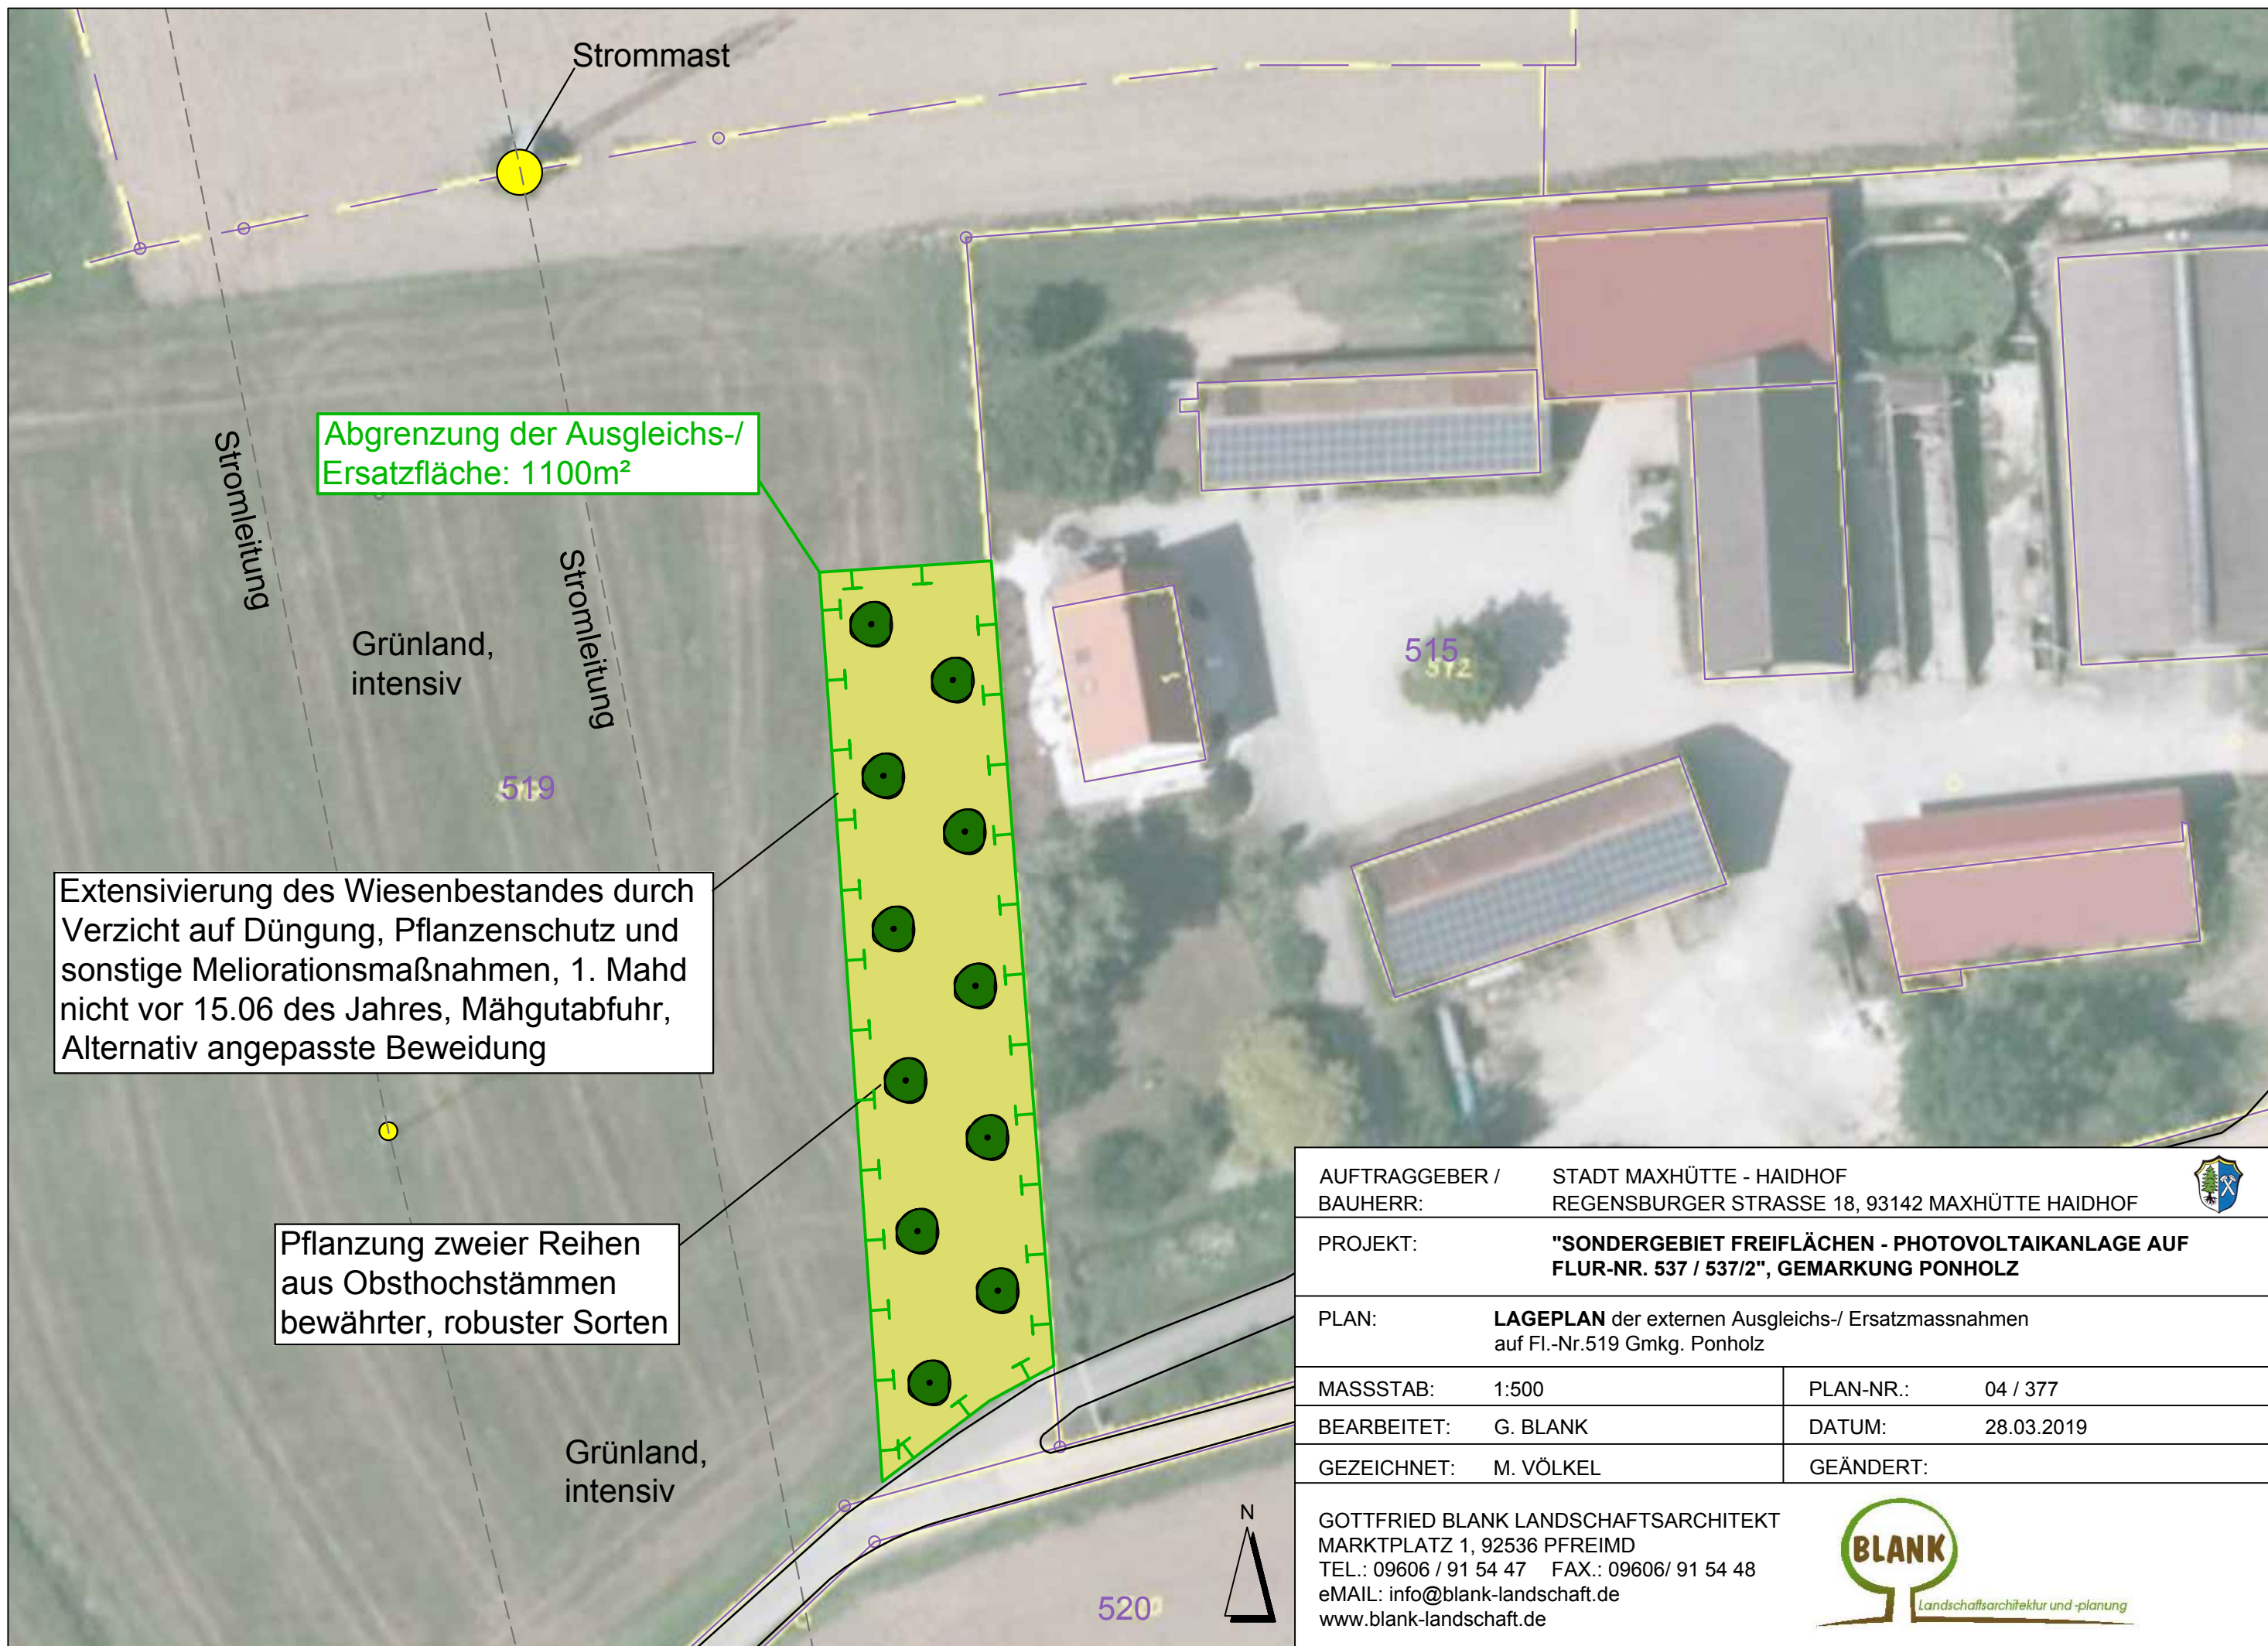 Strommast
Abgrenzung der Ausgleichs-/
Ersatzfläche: 1100m²
Stromleitung
Stromleitung
Grünland,
intensiv
515
512
519
Extensivierung des Wiesenbestandes durch
Verzicht auf Düngung, Pflanzenschutz und
sonstige Meliorationsmaßnahmen, 1. Mahd
nicht vor 15.06 des Jahres, Mähgutabfuhr,
Alternativ angepasste Beweidung
Pflanzung zweier Reihen
aus Obsthochstämmen
bewährter, robuster Sorten
Grünland,
intensiv
N
520
AUFTRAGGEBER / STADT MAXHÜTTE - HAIDHOF
BAUHERR: REGENSBURGER STRASSE 18, 93142 MAXHÜTTE HAIDHOF
PROJEKT: "SONDERGEBIET FREIFLÄCHEN - PHOTOVOLTAIKANLAGE AUF
FLUR-NR. 537 / 537/2", GEMARKUNG PONHOLZ
PLAN: LAGEPLAN der externen Ausgleichs-/ Ersatzmassnahmen
auf Fl.-Nr.519 Gmkg. Ponholz
MASSSTAB: 1:500 PLAN-NR.: 04 / 377
BEARBEITET: G. BLANK DATUM: 28.03.2019
GEZEICHNET: M. VÖLKEL GEÄNDERT:
GOTTFRIED BLANK LANDSCHAFTSARCHITEKT
MARKTPLATZ 1, 92536 PFREIMD
TEL.: 09606 / 91 54 47 FAX.: 09606/ 91 54 48
eMAIL: info@blank-landschaft.de
www.blank-landschaft.de
BLANK
Landschaftsarchitektur und -planung